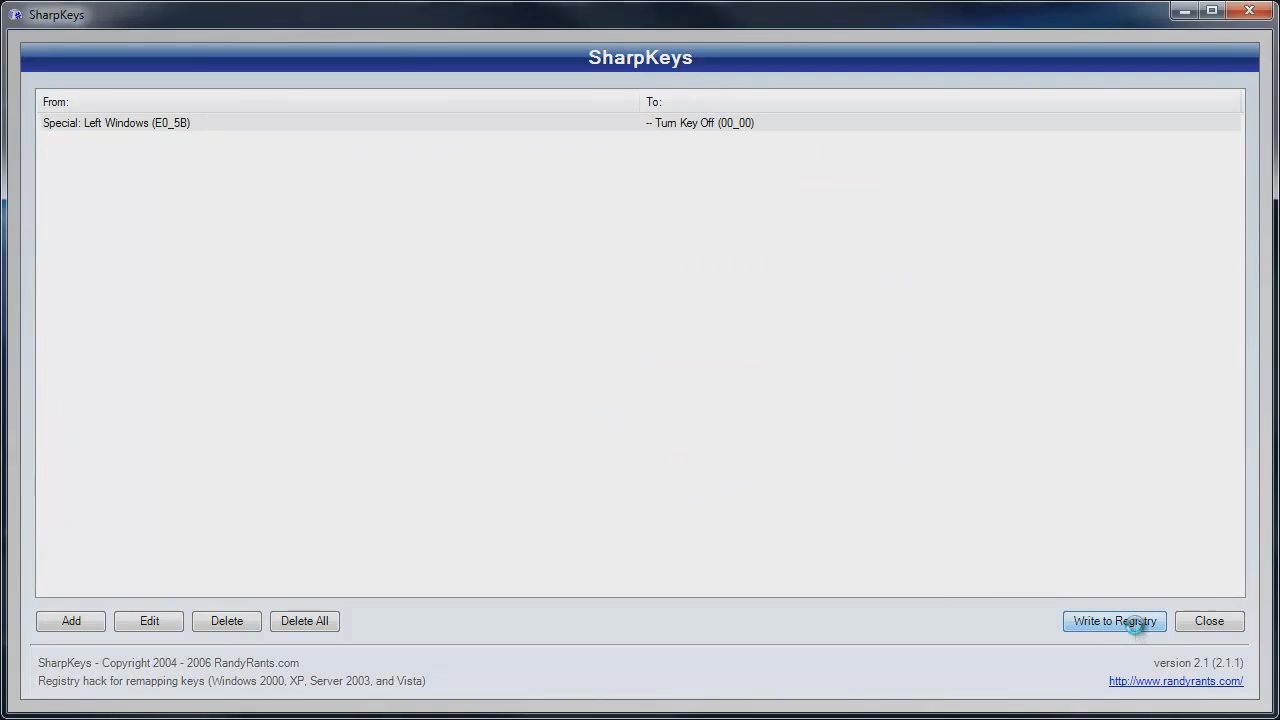 SharpKeys
SharpKeys
From: To:
Special: Left Windows (E0_5B) -- Turn Key Off (00_00)
Add Edit Delete Delete All Write to Registry Close
SharpKeys - Copyright 2004 - 2006 RandyRants.com version 2.1 (2.1.1)
Registry hack for remapping keys (Windows 2000, XP, Server 2003, and Vista) http://www.randyrants.com/